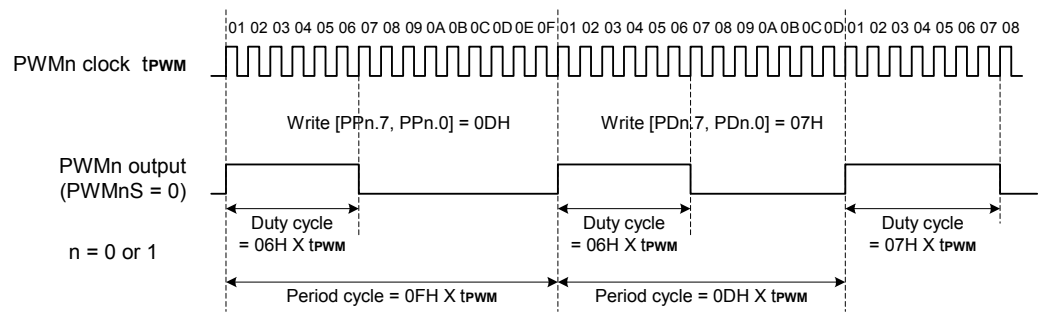 01 02 03 04 05 06 07 08 09 0A 0B 0C 0D 0E 0F 01 02 03 04 05 06 07 08 09 0A 0B 0C 0D 01 02 03 04 05 06 07 08
PWMn clock tPWM
Write [PPn.7, PPn.0] = 0DH
Write [PDn.7, PDn.0] = 07H
PWMn output
(PWMnS = 0)
Duty cycle
= 06H X tPWM
Duty cycle
= 06H X tPWM
Duty cycle
= 07H X tPWM
n = 0 or 1
Period cycle = 0FH X tPWM
Period cycle = 0DH X tPWM